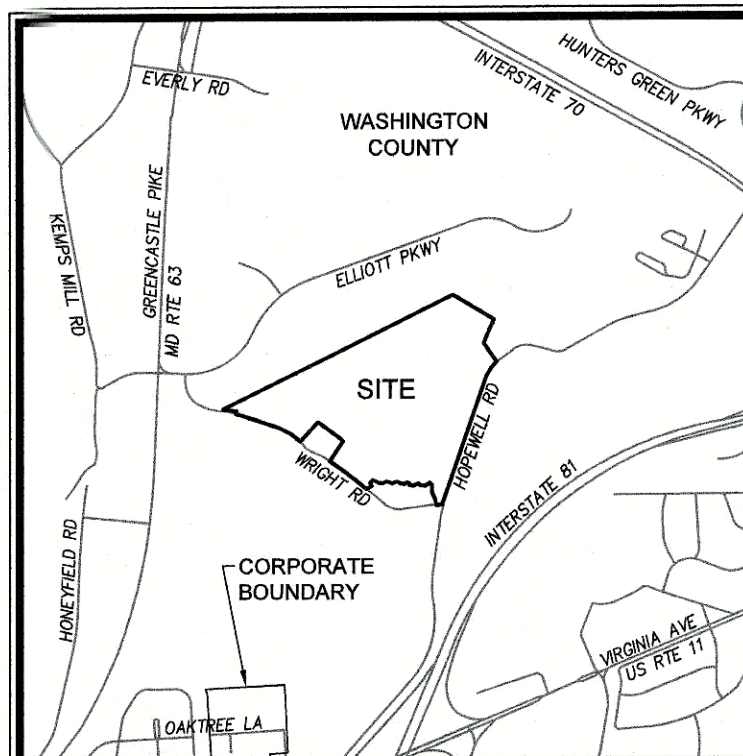 EVERLY RD
INTERSTATE 70
HUNTERS GREEN PKWY
WASHINGTON
COUNTY
KEMPS MILL RD
GREENCASTLE PIKE
MD RTE 63
ELLIOTT PKWY
SITE
HOPEWELL RD
WRIGHT RD
INTERSTATE 81
HONEYFIELD RD
CORPORATE
BOUNDARY
VIRGINIA AVE
US RTE 11
OAKTREE LA